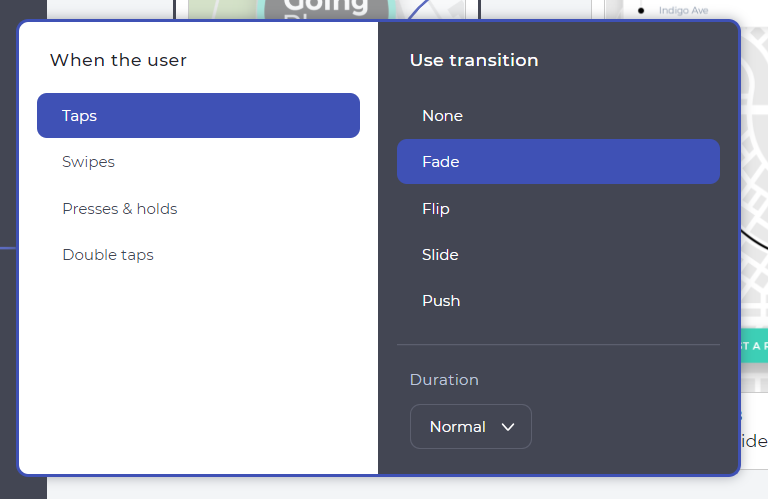 Going
Indigo Ave
When the user
Taps
Swipes
Presses & holds
Double taps
Use transition
None
Fade
Flip
Slide
Push
Duration
Normal